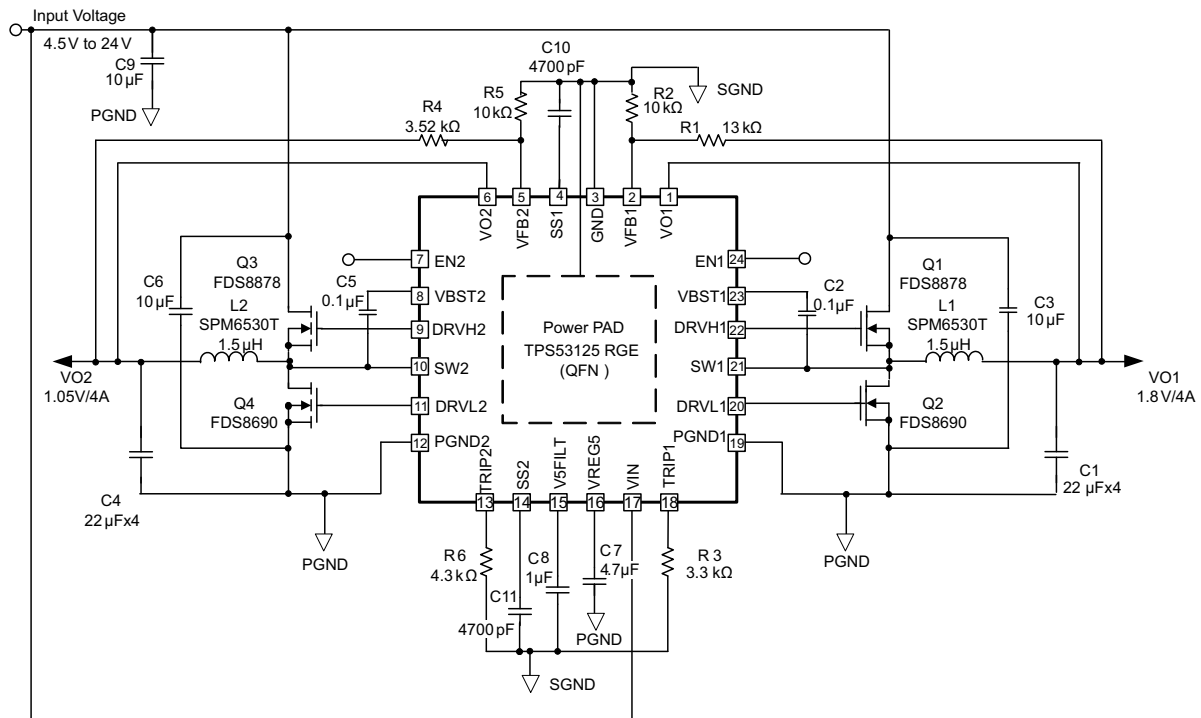 Input Voltage
4.5V to 24V
C9
10µF
PGND
C10
4700pF
SGND
R5
10kΩ
R2
10kΩ
R4
3.52 kΩ
R1 13kΩ
6 5 4 3 2 1
VO2 VFB2 SS1 GND VFB1 VO1
7 EN2
EN1 24
Q3
FDS8878
L2
SPM6530T
1.5µH
C6
10µF
C5
0.1µF
8 VBST2
VBST1 23
C2
0.1µF
Q1
FDS8878
L1
SPM6530T
1.5µH
C3
10µF
9 DRVH2
DRVH1 22
Power PAD
TPS53125 RGE
(QFN )
10 SW2
SW1 21
VO2
1.05V/4A
VO1
1.8V/4A
Q4
FDS8690
11 DRVL2
DRVL1 20
Q2
FDS8690
12 PGND2
PGND1 19
TRIP2 SS2 V5FILT VREG5 VIN TRIP1
13 14 15 16 17 18
C4
22µFx4
C1
22µFx4
PGND
PGND
R6
4.3kΩ
C11
4700pF
C8
1µF
C7
4.7µF
R3
3.3kΩ
PGND
SGND